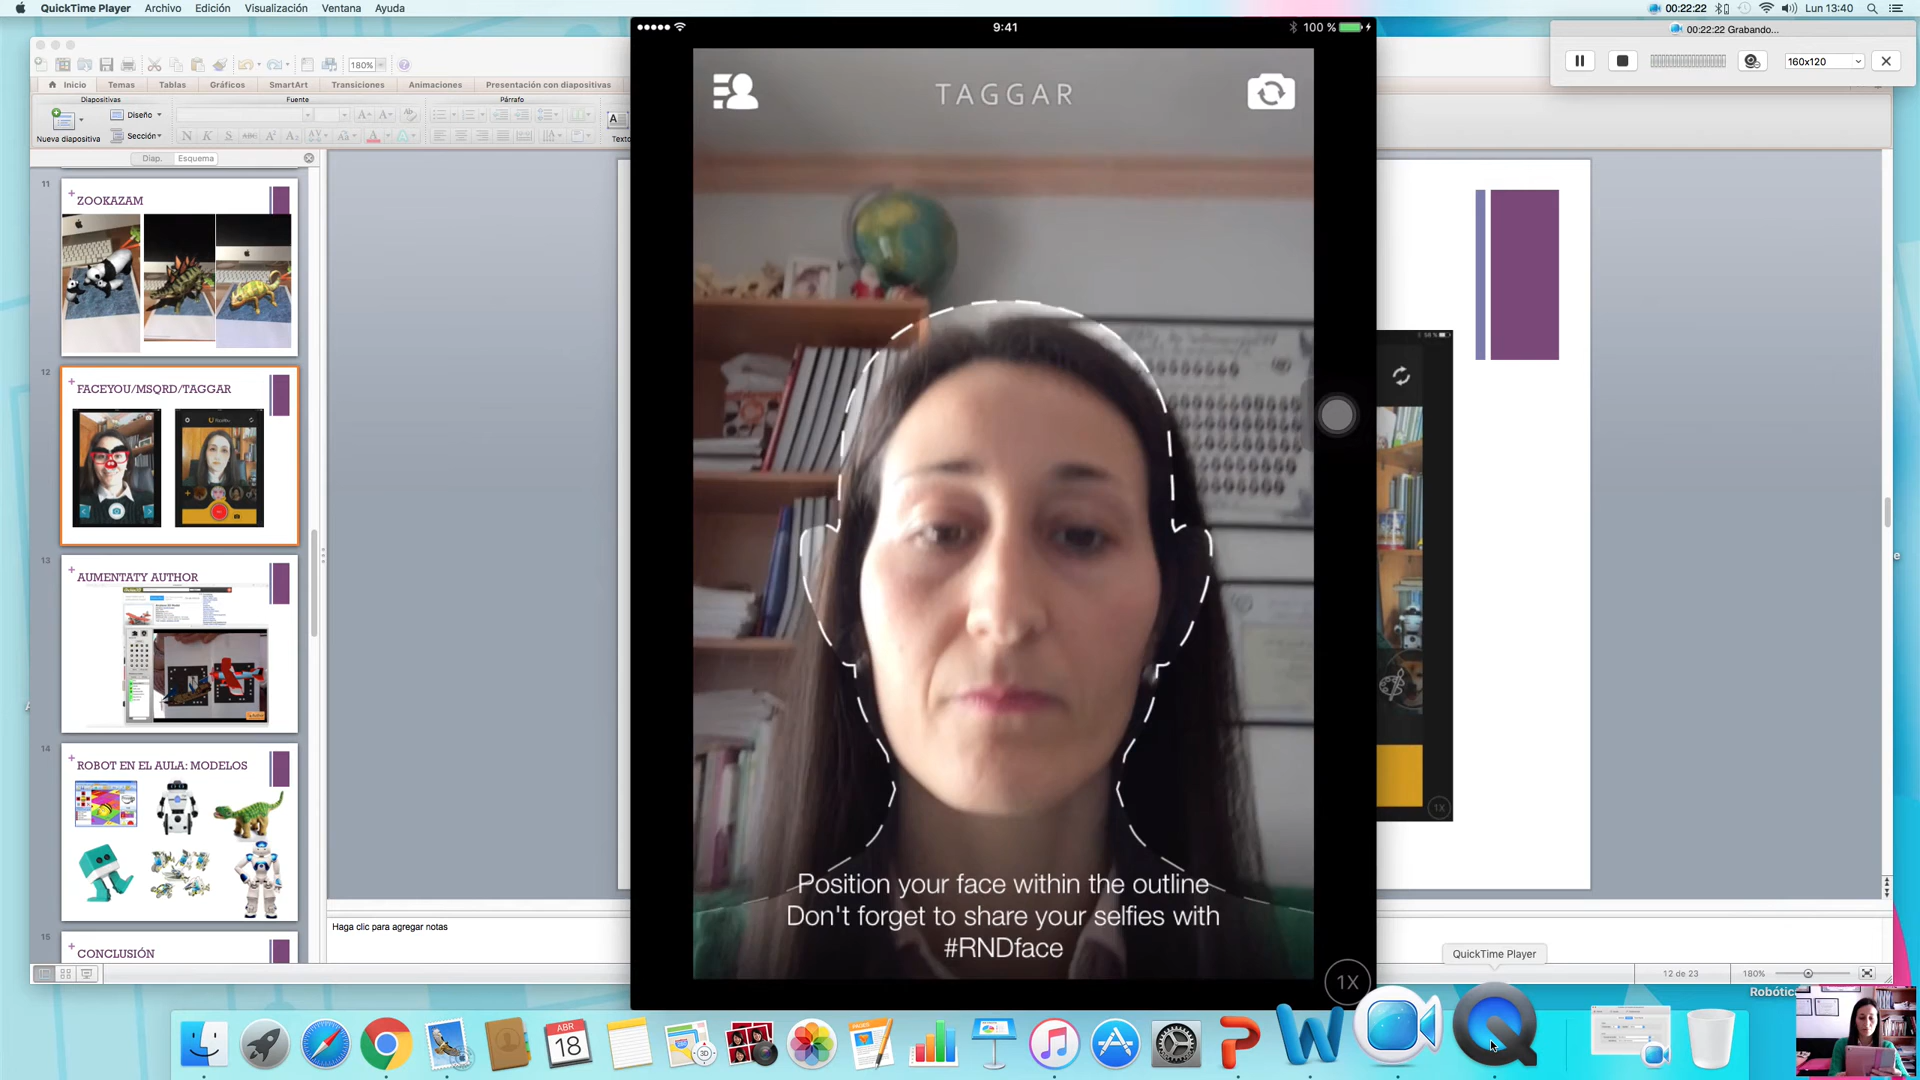 QuickTime Player Archivo Edición Visualización Ventana Ayuda
00:22:22 Lun 13:40
00:22:22 Grabando...
160x120
180%
Inicio Temas Tablas Gráficos SmartArt Transiciones Animaciones Presentación con diapositivas
Diapositivas Fuente Párrafo
Nueva diapositiva Diseño Sección Texto
Diap. Esquema
11
ZOOKAZAM
12
FACEYOU/MSQRD/TAGGAR
13
AUMENTATY AUTHOR
14
ROBOT EN EL AULA: MODELOS
15
CONCLUSIÓN
9:41
100 %
TAGGAR
Position your face within the outline
Don't forget to share your selfies with
#RNDface
1X
1X
Haga clic para agregar notas
QuickTime Player
12 de 23 180%
Robótic
ABR
18
3D